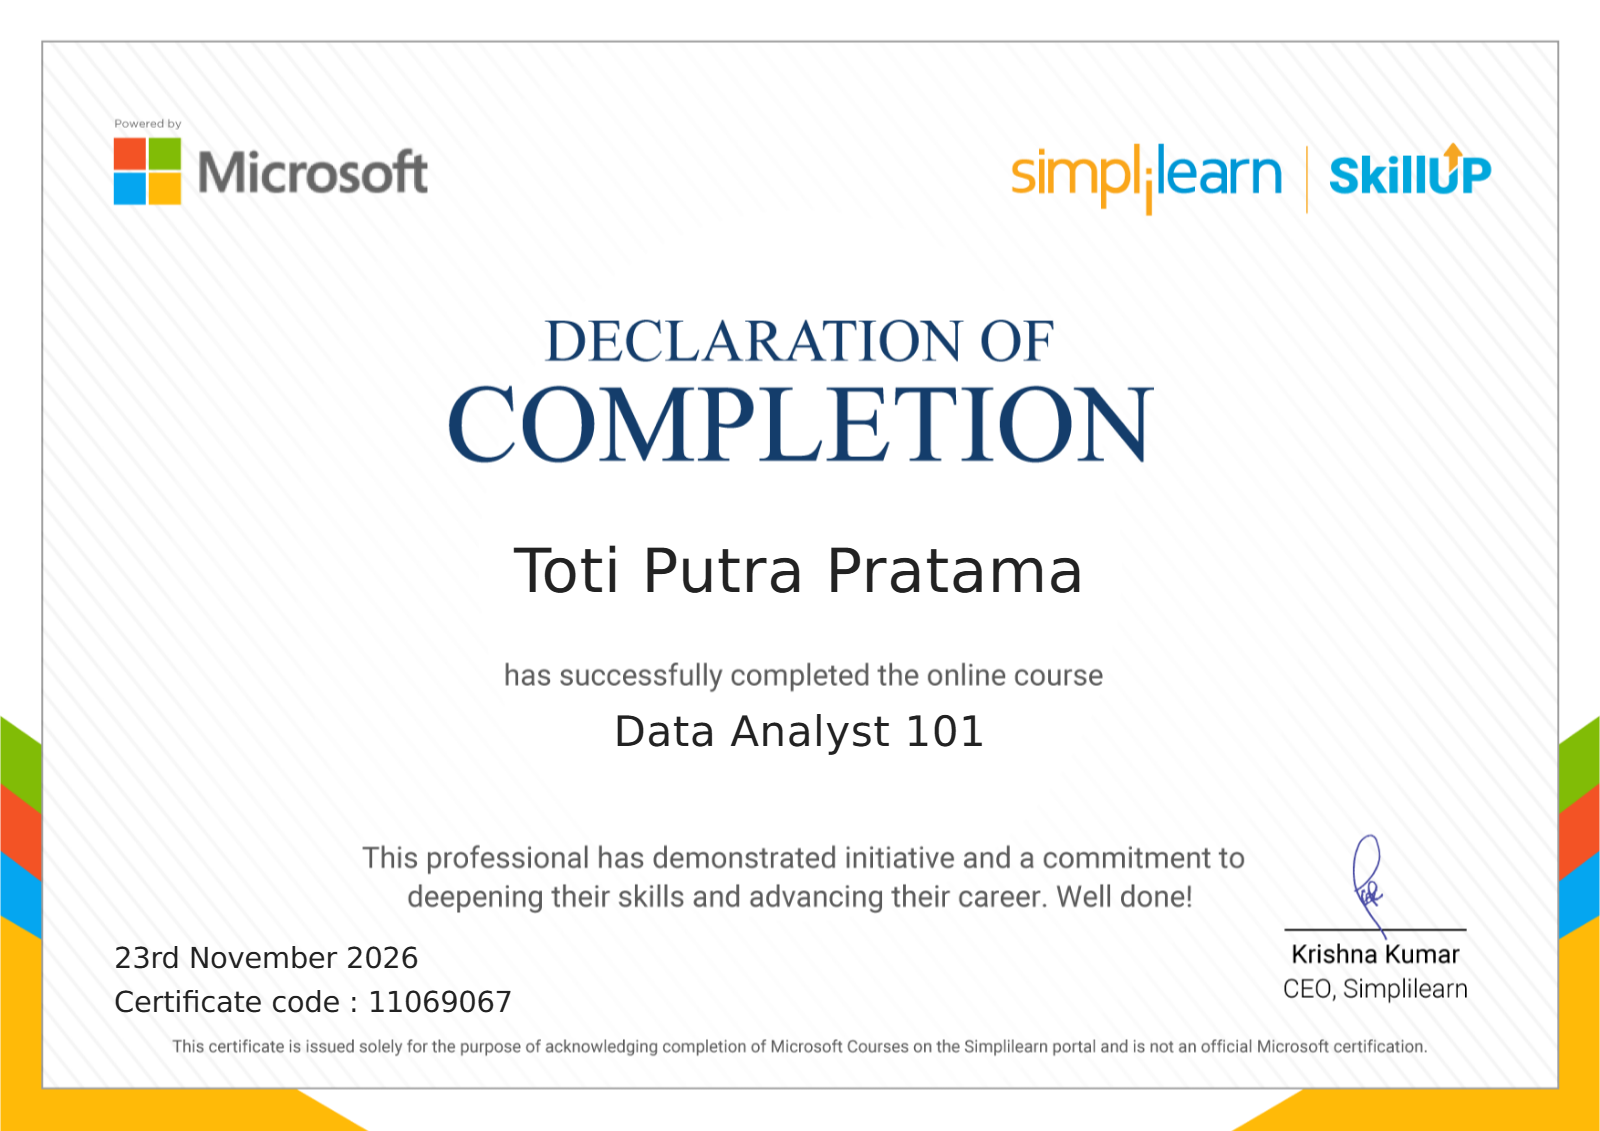 Powered by
Microsoft
simplilearn | SkillUP
DECLARATION OF
COMPLETION
Toti Putra Pratama
has successfully completed the online course
Data Analyst 101
This professional has demonstrated initiative and a commitment to
deepening their skills and advancing their career. Well done!
23rd November 2026
Certificate code : 11069067
Krishna Kumar
CEO, Simplilearn
This certificate is issued solely for the purpose of acknowledging completion of Microsoft Courses on the Simplilearn portal and is not an official Microsoft certification.